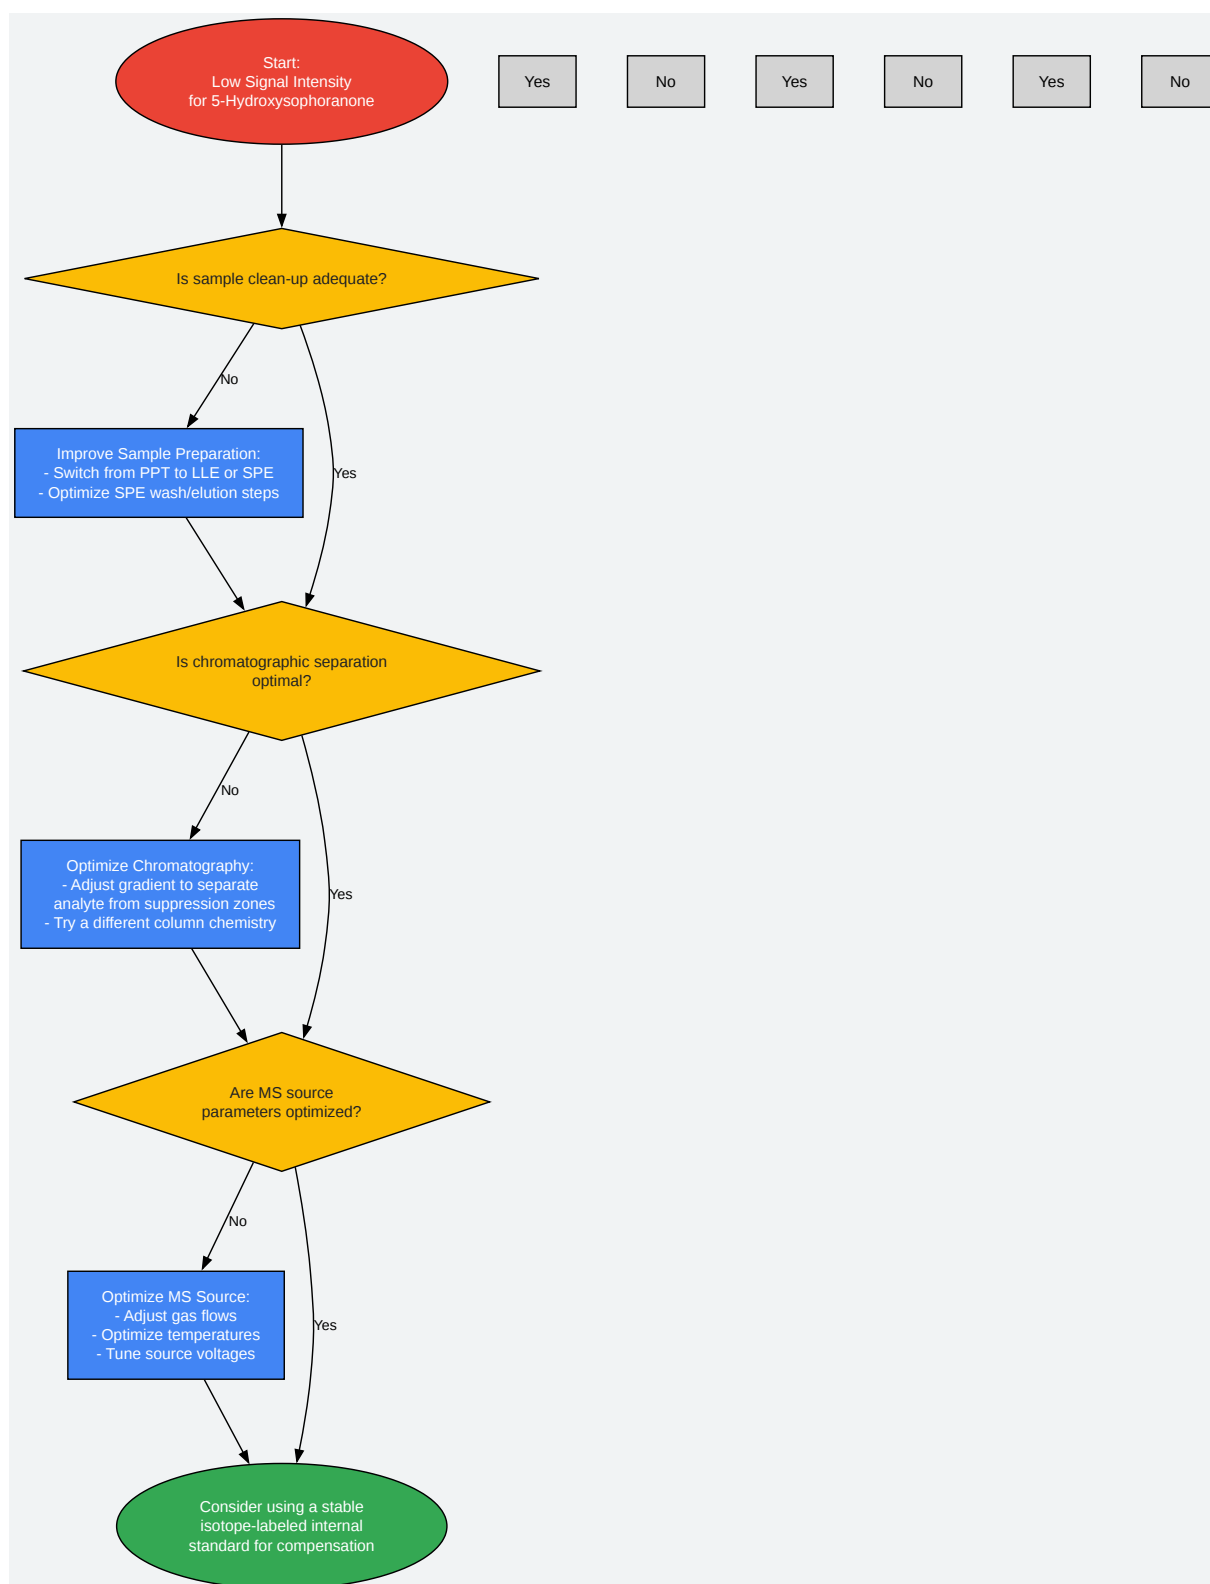 Start:
Low Signal Intensity
for 5-Hydroxysophoranone
Yes
No
Yes
No
Yes
No
Is sample clean-up adequate?
No
Improve Sample Preparation:
- Switch from PPT to LLE or SPE
- Optimize SPE wash/elution steps
Yes
Is chromatographic separation
optimal?
No
Optimize Chromatography:
- Adjust gradient to separate
analyte from suppression zones
- Try a different column chemistry
Yes
Are MS source
parameters optimized?
No
Optimize MS Source:
- Adjust gas flows
- Optimize temperatures
- Tune source voltages
Yes
Consider using a stable
isotope-labeled internal
standard for compensation